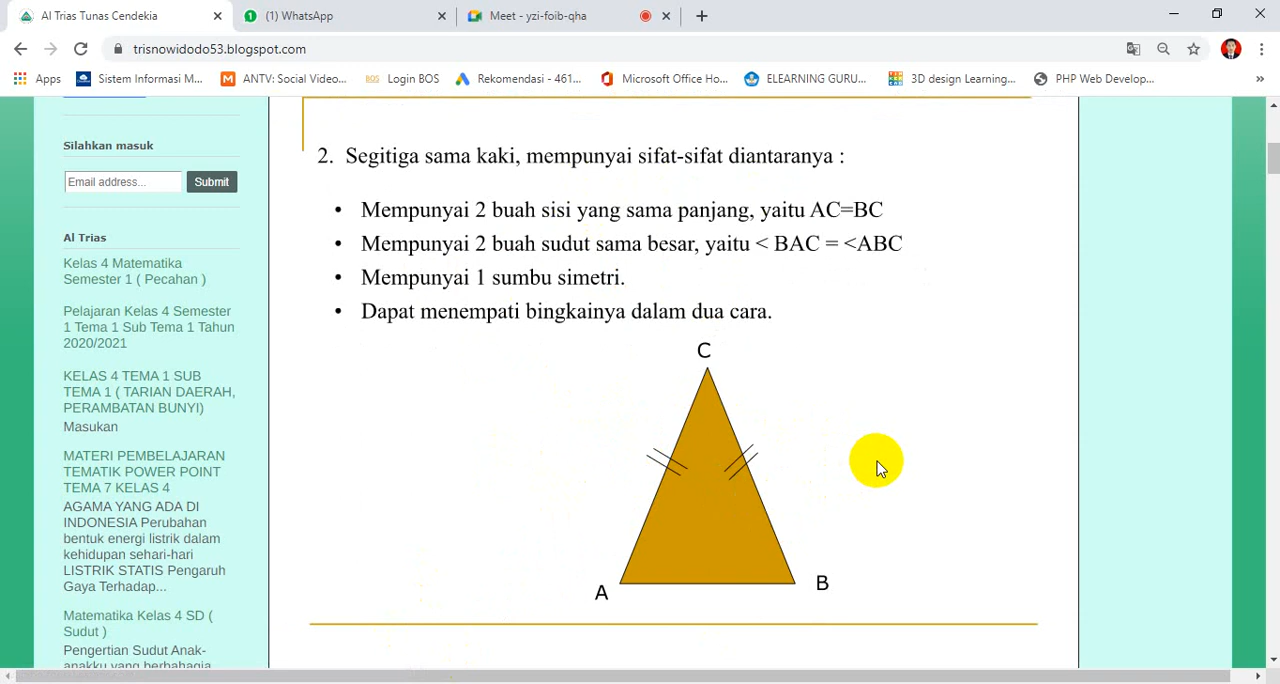 Al Trias Tunas Cendekia
(1) WhatsApp
Meet - yzi-foib-qha
trisnowidodo53.blogspot.com
Apps
Sistem Informasi M...
ANTV: Social Video...
BOS
Login BOS
Rekomendasi - 461...
Microsoft Office Ho...
ELEARNING GURU...
3D design Learning...
PHP Web Develop...
»
Silahkan masuk
Email address...
Submit
Al Trias
Kelas 4 Matematika
Semester 1 ( Pecahan )
Pelajaran Kelas 4 Semester
1 Tema 1 Sub Tema 1 Tahun
2020/2021
KELAS 4 TEMA 1 SUB
TEMA 1 ( TARIAN DAERAH,
PERAMBATAN BUNYI)
Masukan
MATERI PEMBELAJARAN
TEMATIK POWER POINT
TEMA 7 KELAS 4
AGAMA YANG ADA DI
INDONESIA Perubahan
bentuk energi listrik dalam
kehidupan sehari-hari
LISTRIK STATIS Pengaruh
Gaya Terhadap...
Matematika Kelas 4 SD (
Sudut )
Pengertian Sudut Anak-
anakku yang berbahagia
2. Segitiga sama kaki, mempunyai sifat-sifat diantaranya :
• Mempunyai 2 buah sisi yang sama panjang, yaitu AC=BC
• Mempunyai 2 buah sudut sama besar, yaitu < BAC = <ABC
• Mempunyai 1 sumbu simetri.
• Dapat menempati bingkainya dalam dua cara.
C
A
B